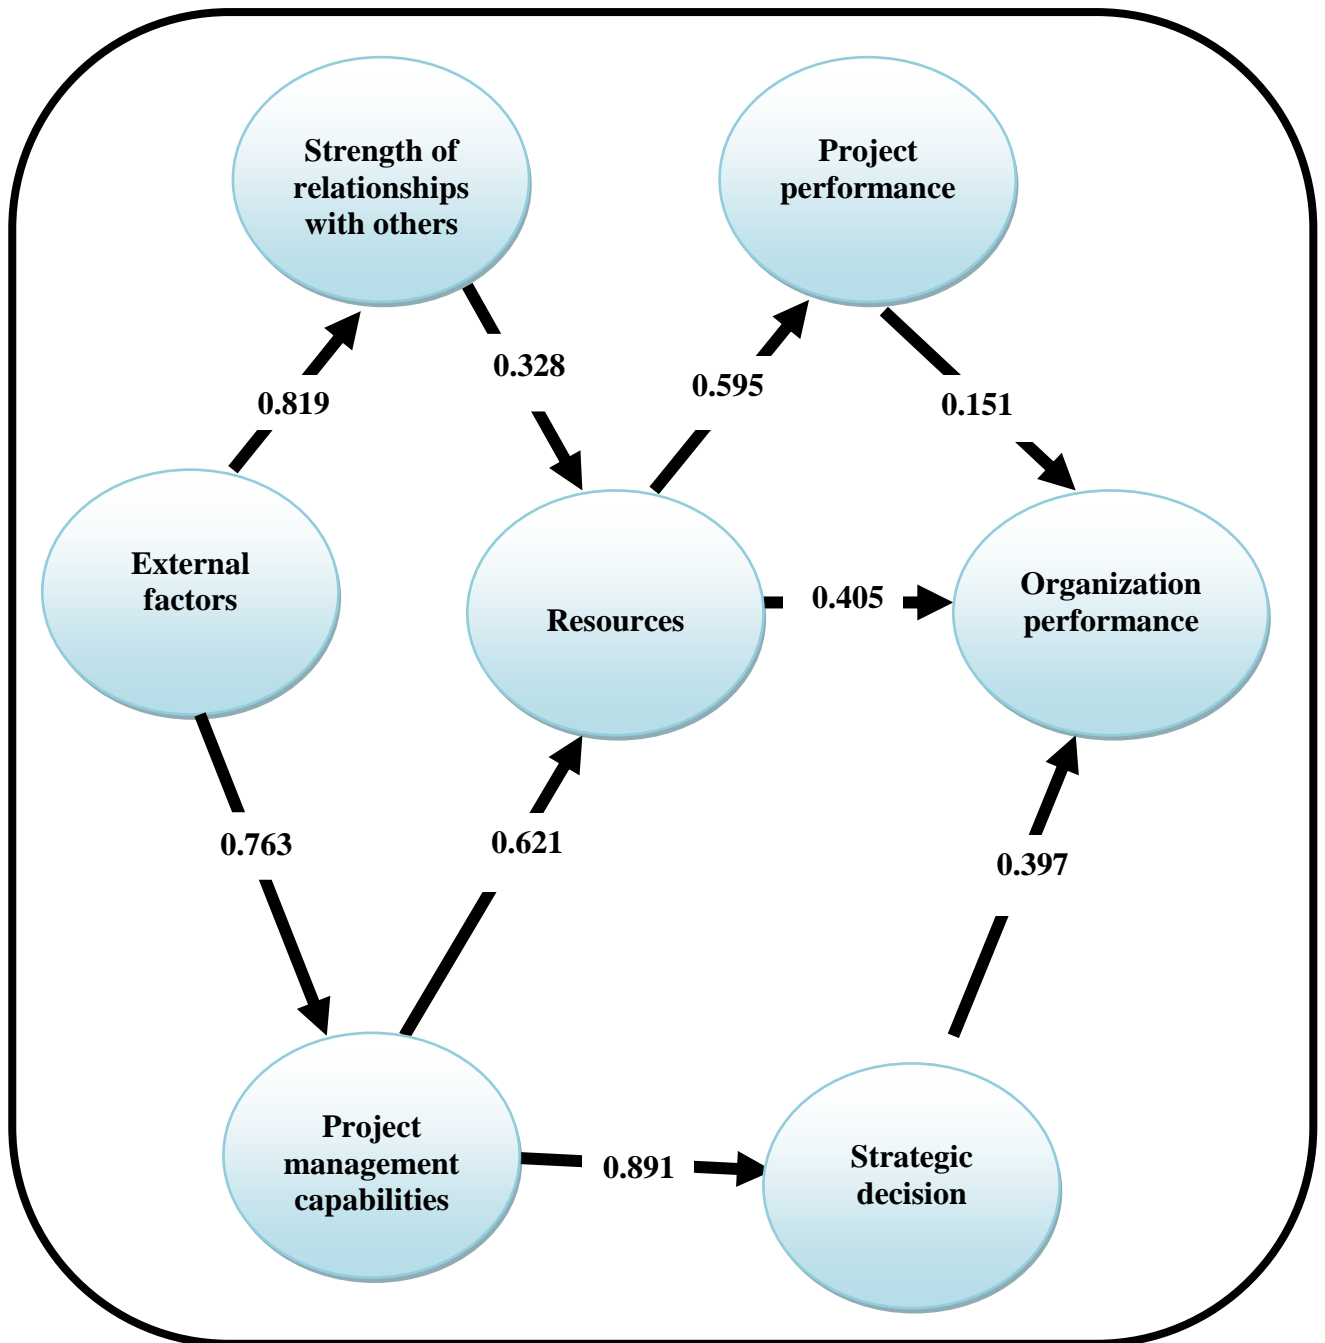 Strength of
relationships
with others
Project
performance
0.328
0.595
0.819
0.151
External
factors
Resources
0.405
Organization
performance
0.763
0.621
0.397
Project
management
capabilities
0.891
Strategic
decision